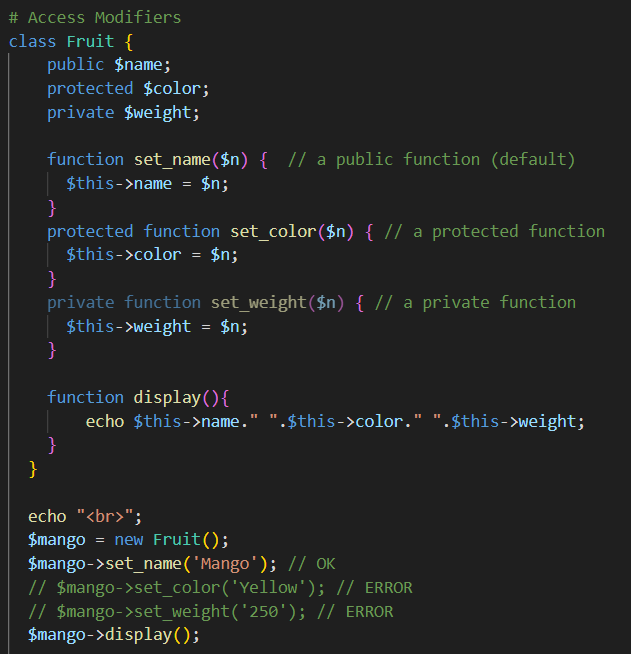 # Access Modifiers
class Fruit {
    public $name;
    protected $color;
    private $weight;

    function set_name($n) {  // a public function (default)
      $this->name = $n;
    }
    protected function set_color($n) { // a protected function
      $this->color = $n;
    }
    private function set_weight($n) { // a private function
      $this->weight = $n;
    }

    function display(){
        echo $this->name." ".$this->color." ".$this->weight;
    }
  }

  echo "<br>";
  $mango = new Fruit();
  $mango->set_name('Mango'); // OK
  // $mango->set_color('Yellow'); // ERROR
  // $mango->set_weight('250'); // ERROR
  $mango->display();